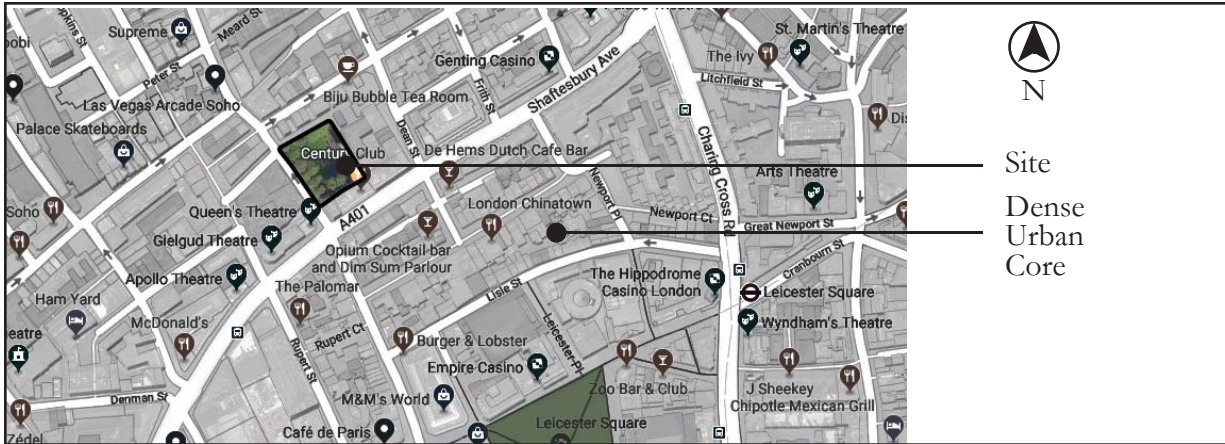 Meard St
Supreme
Peter St
Las Vegas Arcade Soho
Palace Skateboards
Biju Bubble Tea Room
Genting Casino
Frith St
Shaftesbury Ave
Dean St
The Ivy
St. Martin's Theatre
Litchfield St
Century Club
De Hems Dutch Cafe Bar
Charing Cross Rd
Arts Theatre
Soho
Queen's Theatre
A401
London Chinatown
Newport Pl
Newport Ct
Great Newport St
Gielgud Theatre
Opium Cocktail bar
and Dim Sum Parlour
Cranbourn St
Apollo Theatre
The Palomar
Lisle St
The Hippodrome
Casino London
Leicester Square
Ham Yard
McDonald's
Rupert Ct
Rupert St
Burger & Lobster
Leicester Pl
Wyndham's Theatre
Empire Casino
Zoo Bar & Club
J Sheekey
Chipotle Mexican Grill
Denman St
M&M's World
Zédel
Café de Paris
Leicester Square
N
Site
Dense
Urban
Core